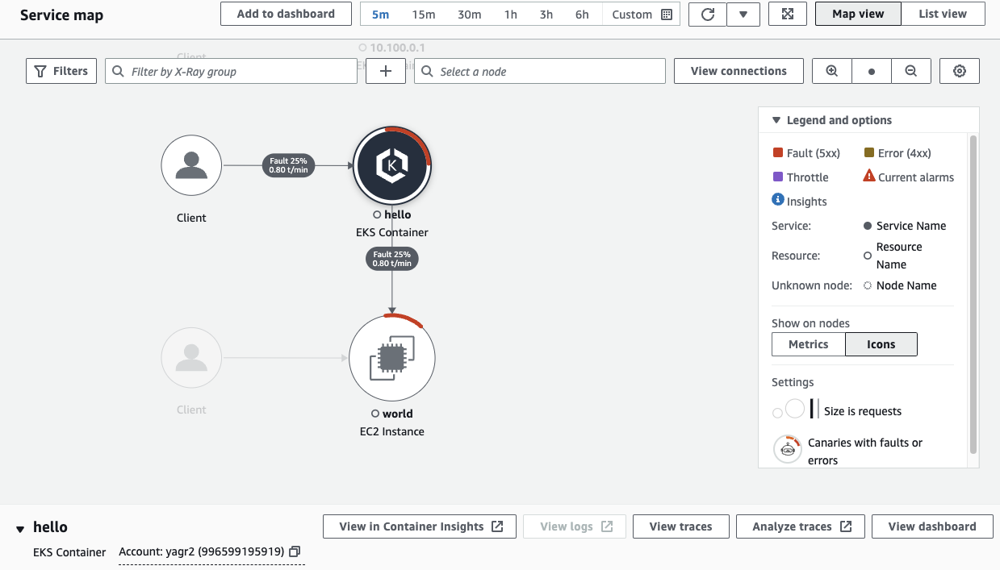 Service map
Add to dashboard
5m 15m 30m 1h 3h 6h Custom
Map view
List view
Client
10.100.0.1
Filters
Filter by X-Ray group
Select a node
View connections
Legend and options
Fault (5xx)
Error (4xx)
Throttle
Current alarms
Insights
Service:
Service Name
Resource:
Resource
Name
Unknown node:
Node Name
Show on nodes
Metrics
Icons
Settings
Size is requests
Canaries with faults or
errors
Fault 25%
0.80 t/min
K
Client
hello
EKS Container
Fault 25%
0.80 t/min
Client
world
EC2 Instance
hello
View in Container Insights
View logs
View traces
Analyze traces
View dashboard
EKS Container
Account: yagr2 (996599195919)